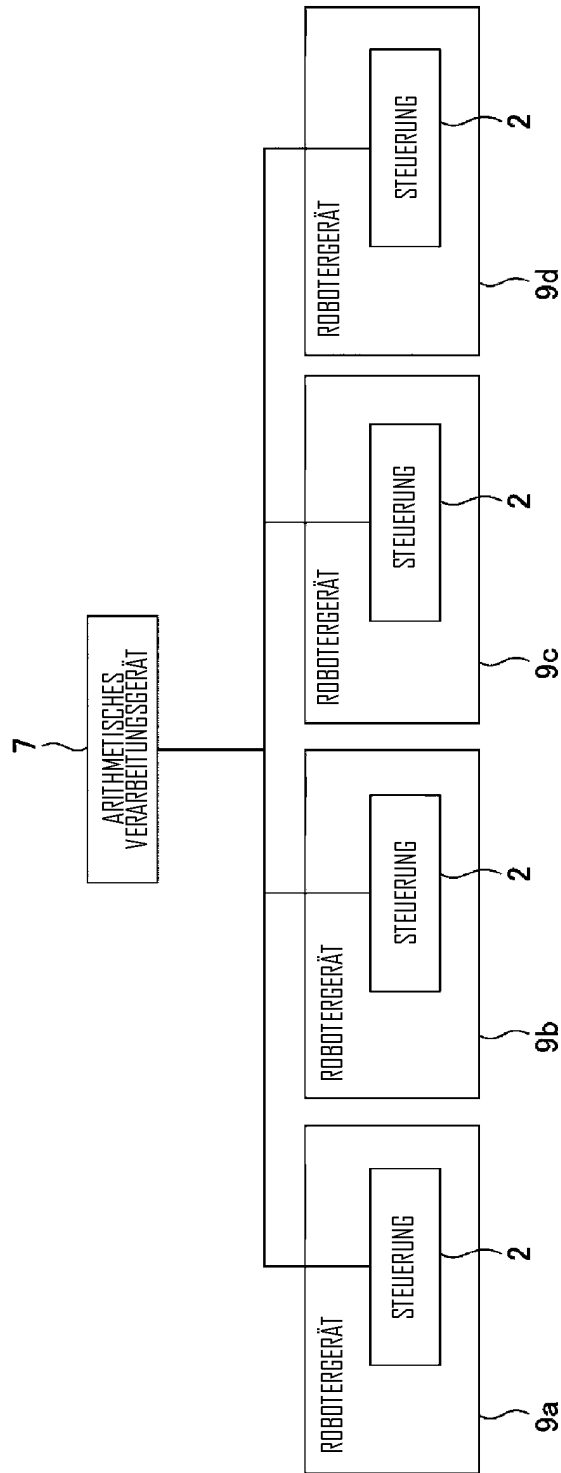 7
ARITHMETISCHES
VERARBEITUNGSGERÄT
ROBOTERGERÄT
STEUERUNG
2
9a
ROBOTERGERÄT
STEUERUNG
2
9b
ROBOTERGERÄT
STEUERUNG
2
9c
ROBOTERGERÄT
STEUERUNG
2
9d